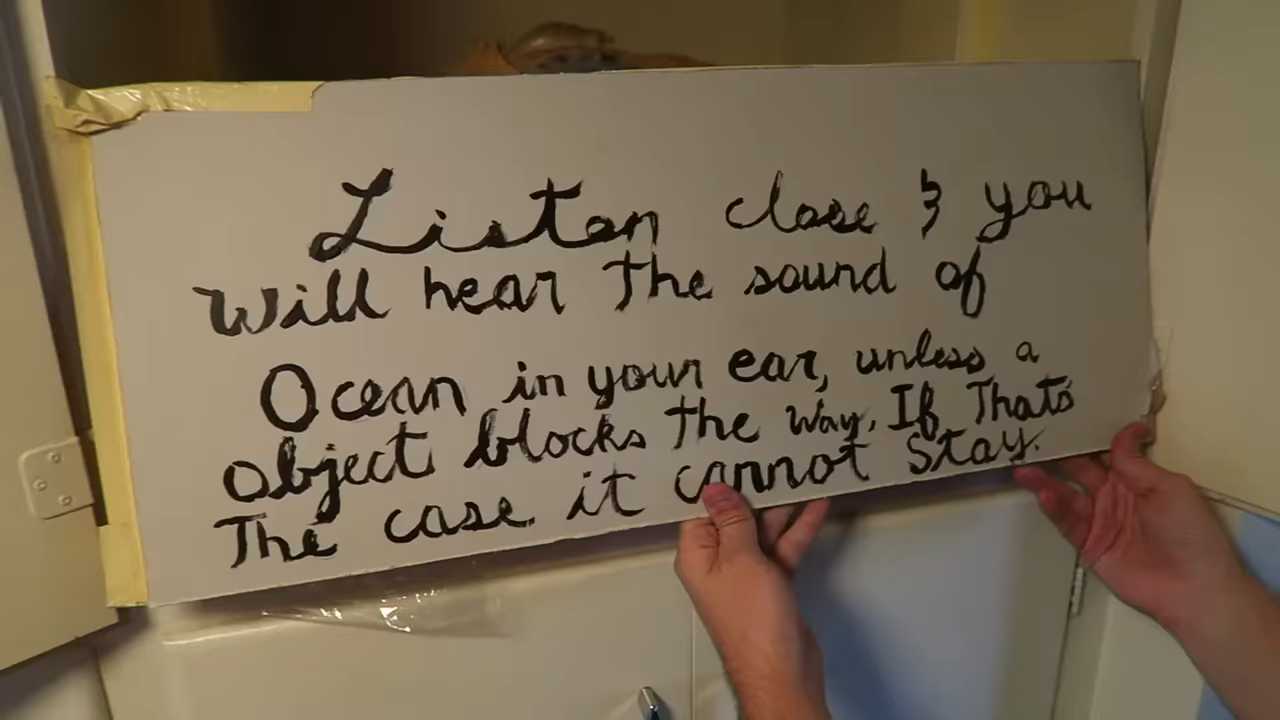 Listen close & you
will hear the sound of
Ocean in your ear, unless a
object blocks the way. If Thats
The case it cannot Stay.